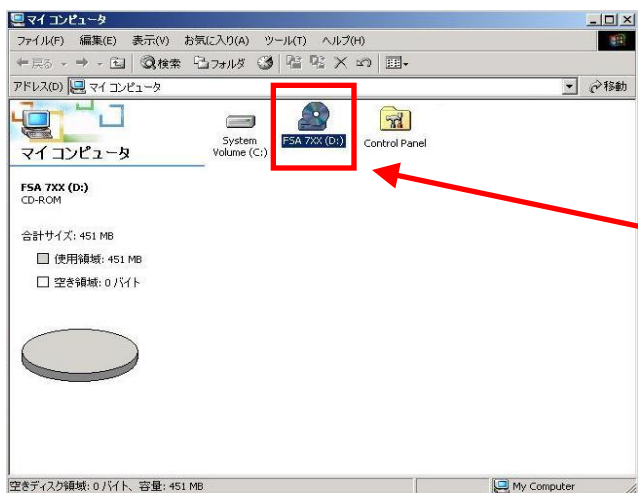 マイ コンピュータ
ファイル(F) 編集(E) 表示(V) お気に入り(A) ツール(T) ヘルプ(H)
戻る 検索 フォルダ
アドレス(D) マイ コンピュータ 移動
マイ コンピュータ
System Volume (C:)
FSA 7XX (D:)
Control Panel
FSA 7XX (D:)
CD-ROM
合計サイズ: 451 MB
使用領域: 451 MB
空き領域: 0 バイト
空きディスク領域: 0 バイト、容量: 451 MB My Computer